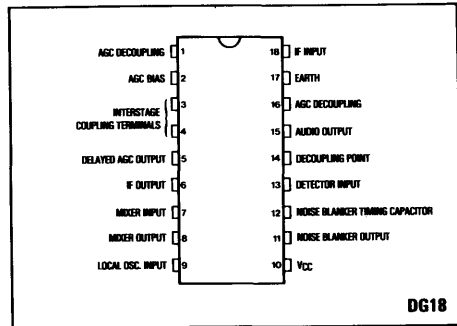 AGC DECOUPLING 1
AGC BIAS 2
INTERSTAGE COUPLING TERMINALS 3
4
DELAYED AGC OUTPUT 5
IF OUTPUT 6
MIXER INPUT 7
MIXER OUTPUT 8
LOCAL OSC. INPUT 9
18 IF INPUT
17 EARTH
16 AGC DECOUPLING
15 AUDIO OUTPUT
14 DECOUPLING POINT
13 DETECTOR INPUT
12 NOISE BLANKER TIMING CAPACITOR
11 NOISE BLANKER OUTPUT
10 VCC
DG18